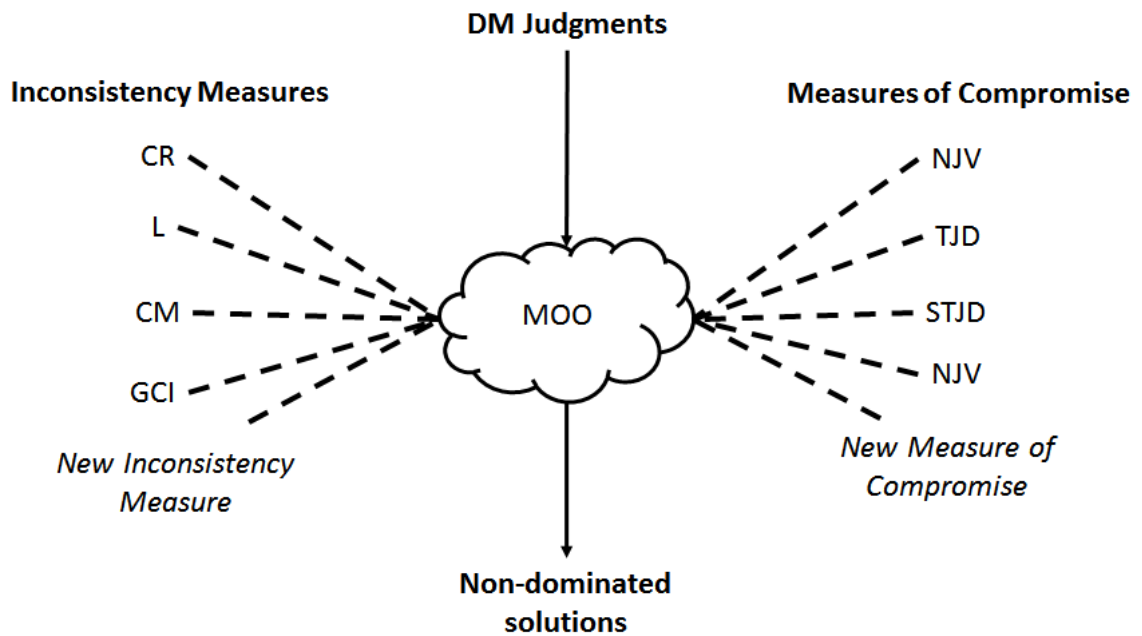 DM Judgments
Inconsistency Measures
CR
L
CM
GCI
New Inconsistency
Measure
MOO
Measures of Compromise
NJV
TJD
STJD
NJV
New Measure of
Compromise
Non-dominated
solutions